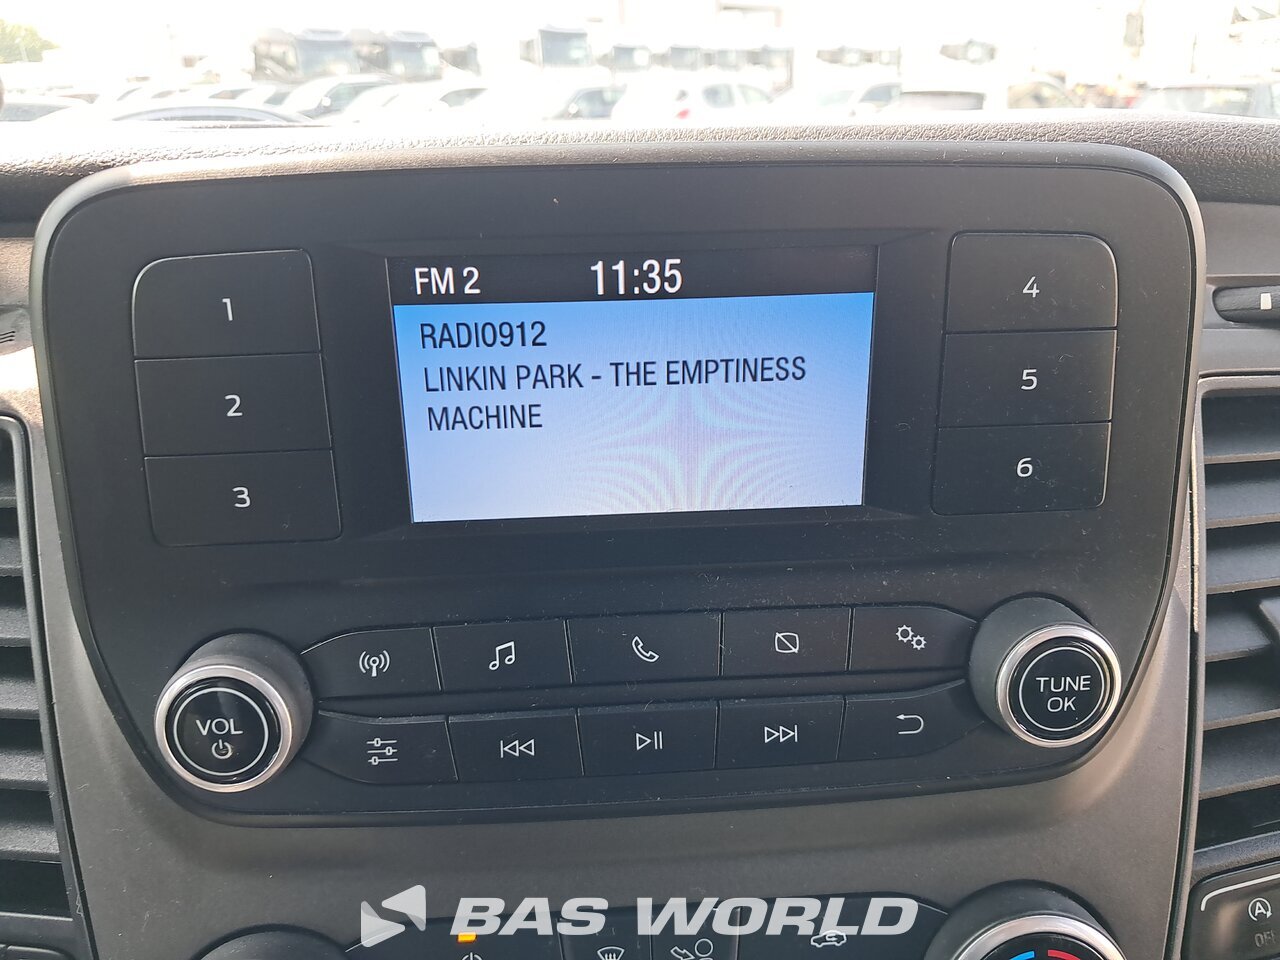 FM 2 11:35
RADIO912
LINKIN PARK - THE EMPTINESS
MACHINE
1
2
3
4
5
6
VOL
TUNE
OK
A
OFF
BAS WORLD